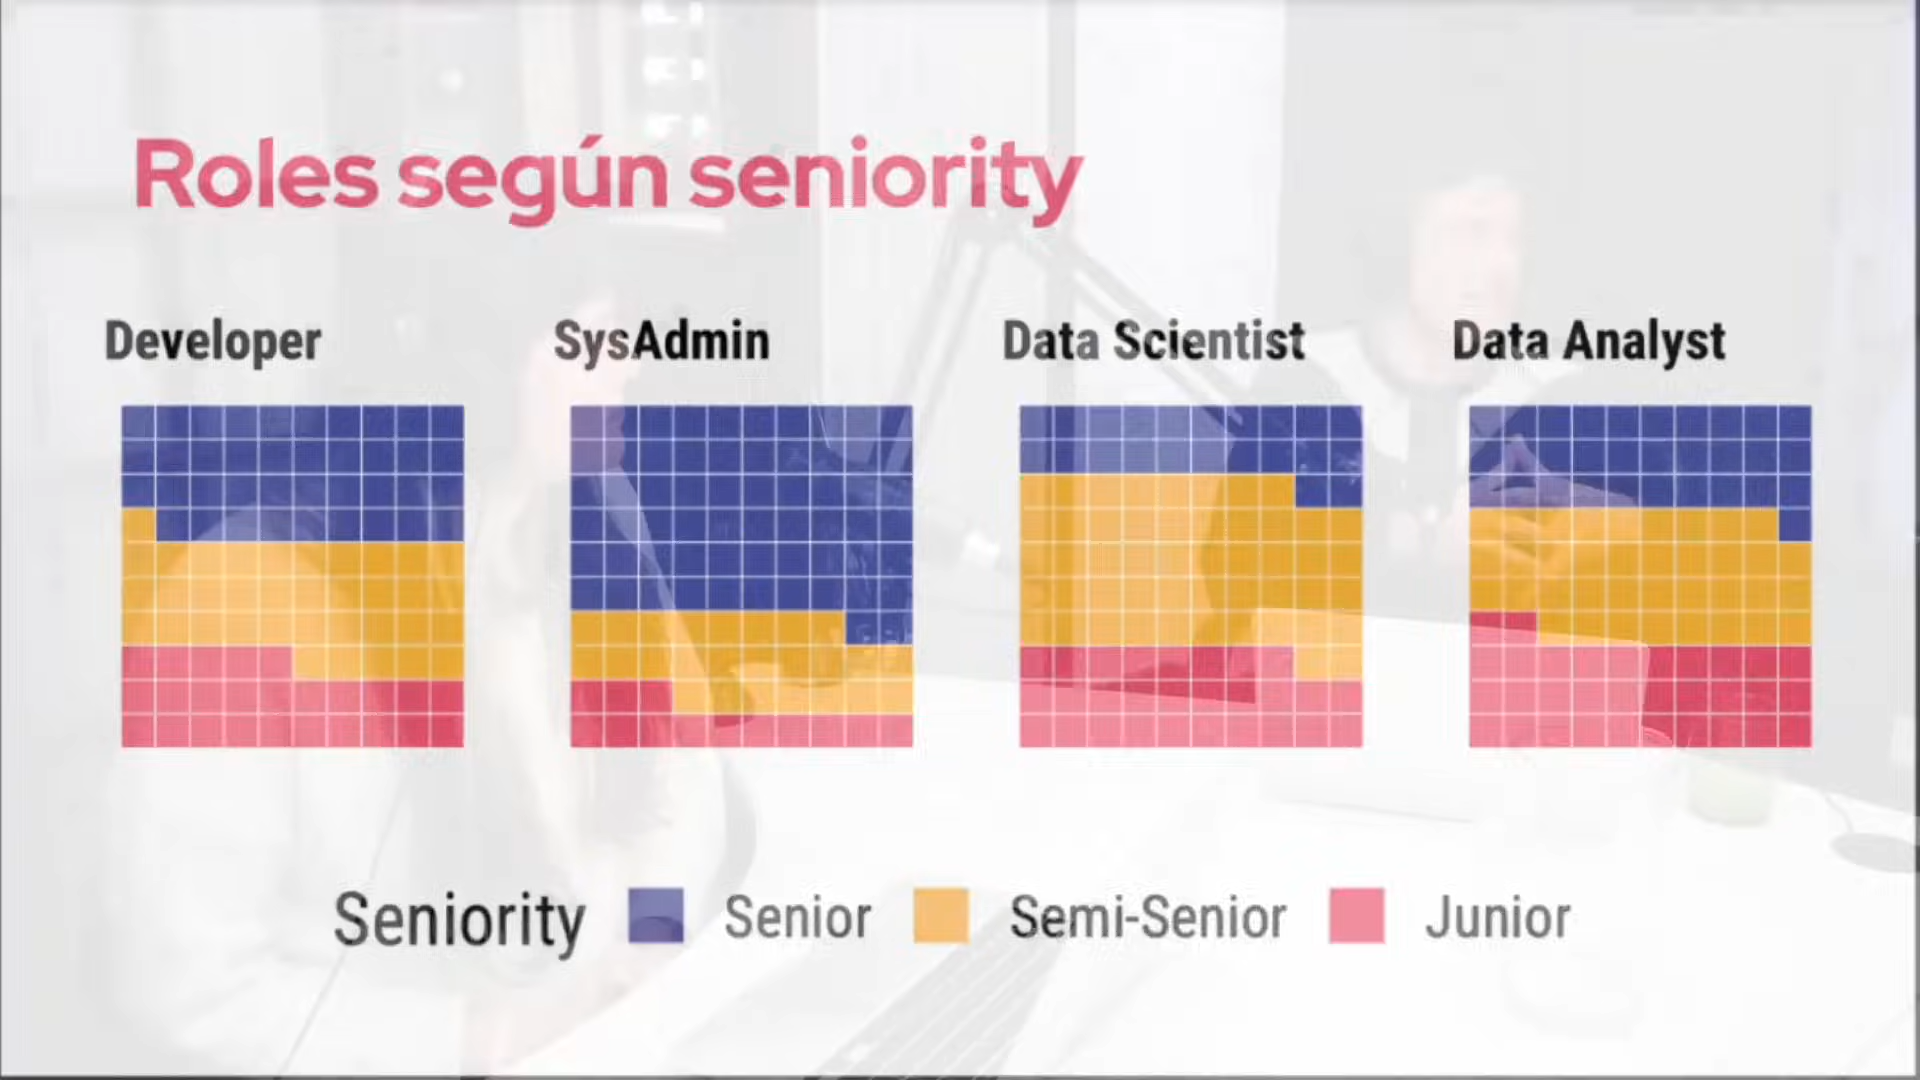 Roles según seniority
Developer
SysAdmin
Data Scientist
Data Analyst
Seniority Senior Semi-Senior Junior